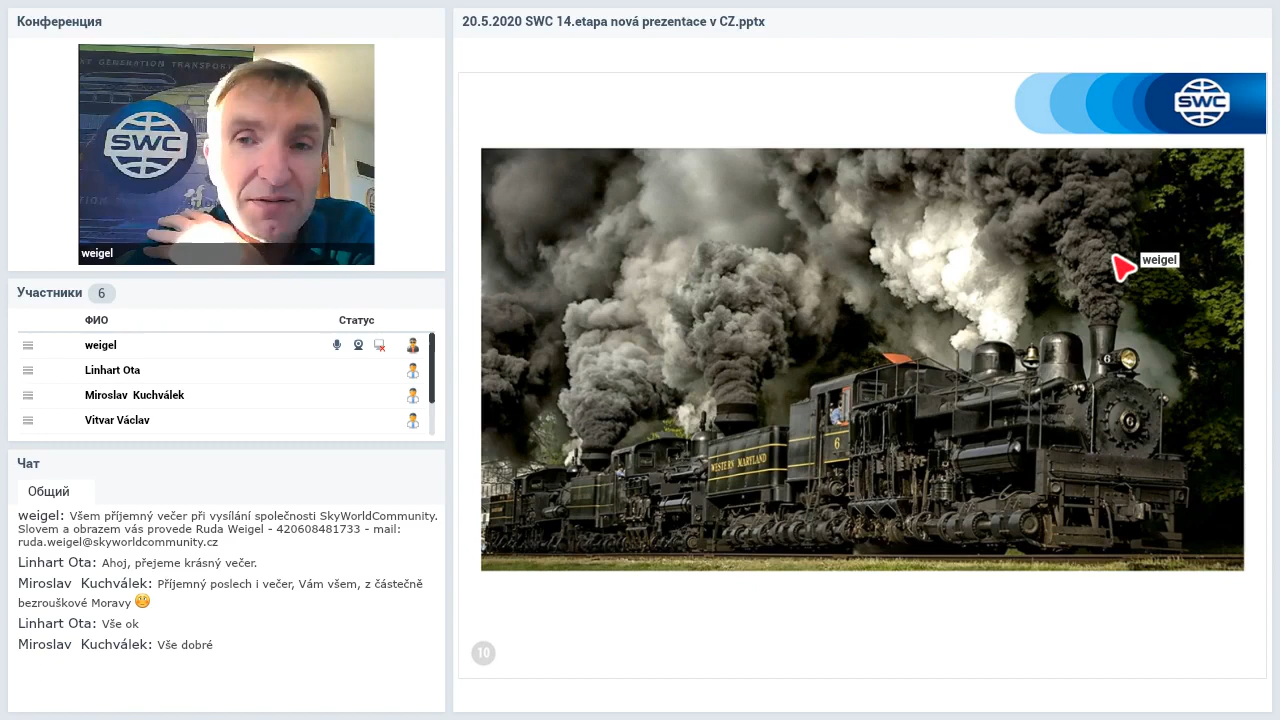 Конференция
NEXT GENERATION TRANSPORT
SWC
weigel
Участники 6
ФИО Статус
weigel
Linhart Ota
Miroslav Kuchválek
Vitvar Václav
Чат
Общий
weigel: Všem příjemný večer při vysílání společnosti SkyWorldCommunity.
Slovem a obrazem vás provede Ruda Weigel - 420608481733 - mail:
ruda.weigel@skyworldcommunity.cz
Linhart Ota: Ahoj, přejeme krásný večer.
Miroslav Kuchválek: Příjemný poslech i večer, Vám všem, z částečně
bezrouškové Moravy
Linhart Ota: Vše ok
Miroslav Kuchválek: Vše dobré
20.5.2020 SWC 14.etapa nová prezentace v CZ.pptx
SWC
weigel
6
6
WESTERN MARYLAND
10